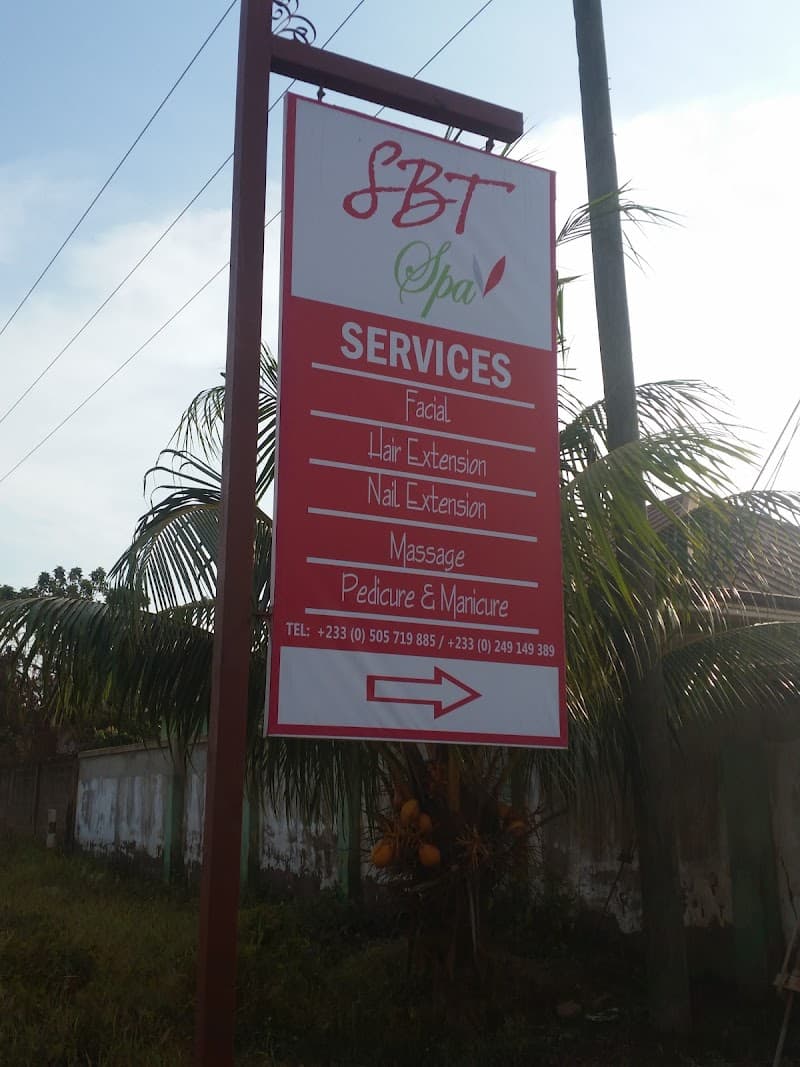 SBT
Spa
SERVICES
Facial
Hair Extension
Nail Extension
Massage
Pedicure & Manicure
TEL: +233 (0) 505 719 885 / +233 (0) 249 149 389